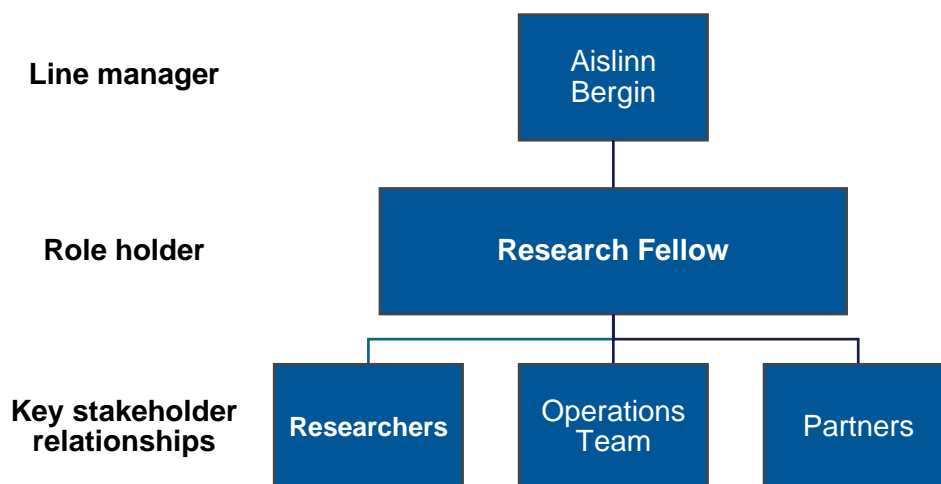 Line manager
Aislinn
Bergin
Role holder
Research Fellow
Key stakeholder
relationships
Researchers
Operations
Team
Partners